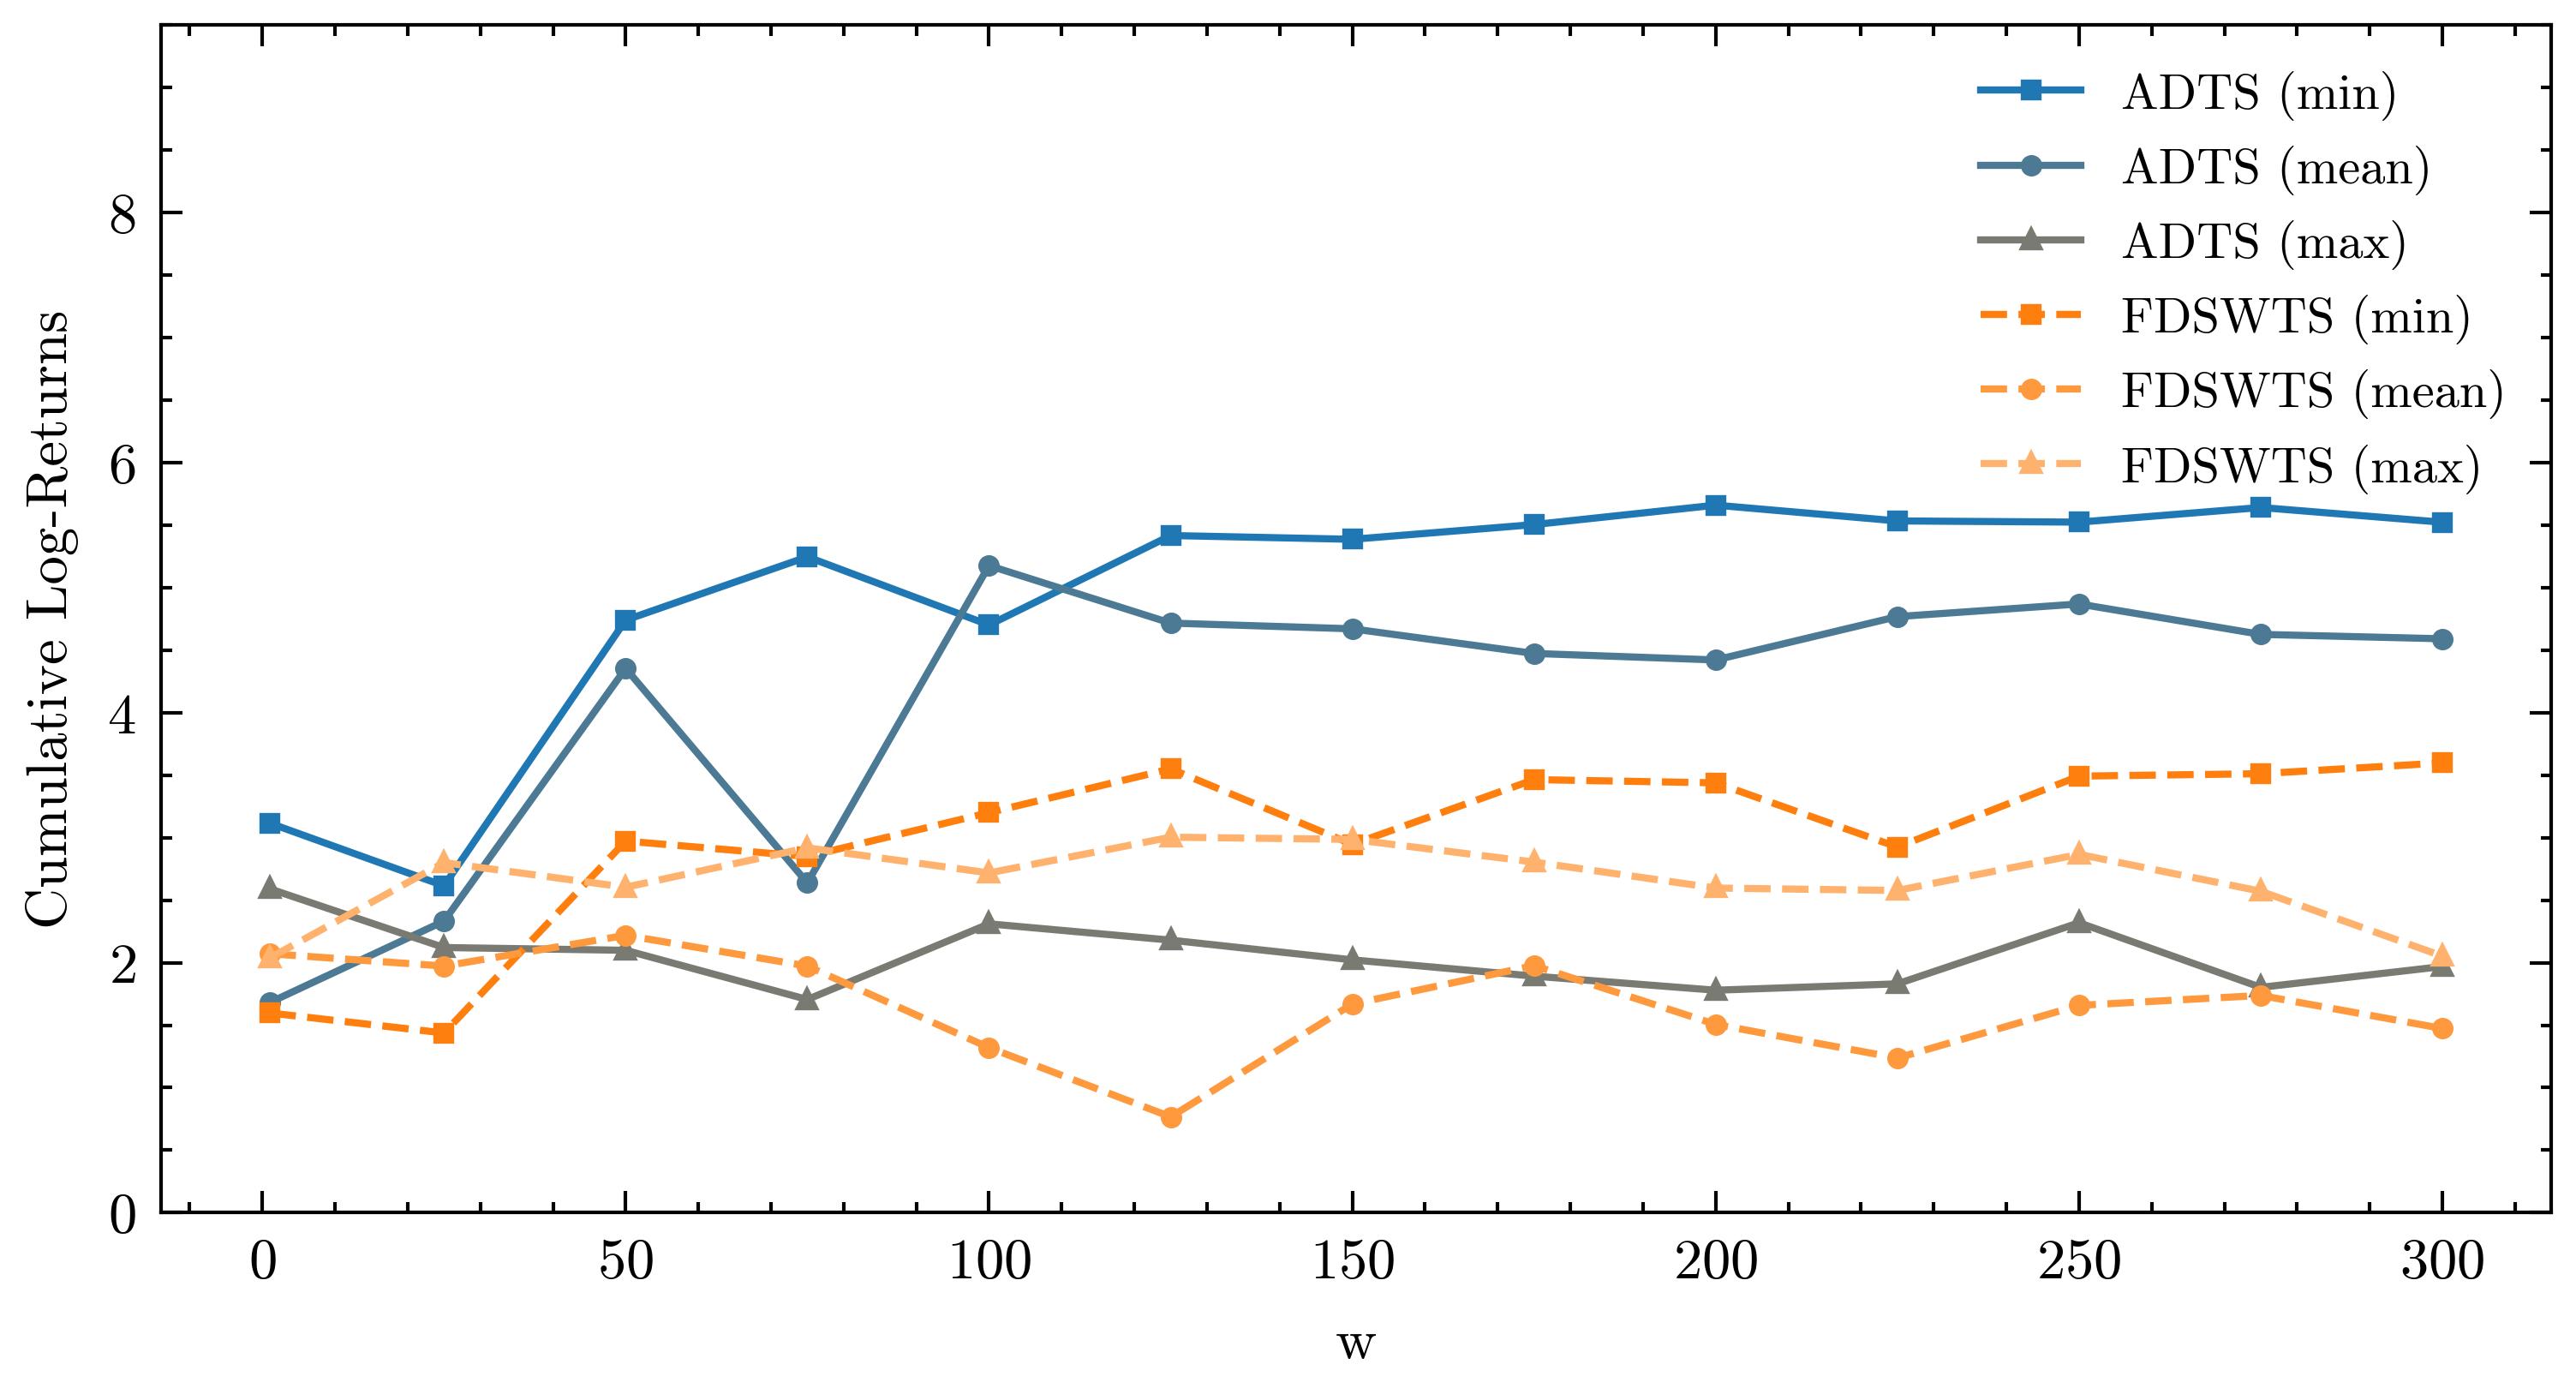 Cumulative Log-Returns
8
6
4
2
0
0 50 100 150 200 250 300
w
ADTS (min)
ADTS (mean)
ADTS (max)
FDSWTS (min)
FDSWTS (mean)
FDSWTS (max)